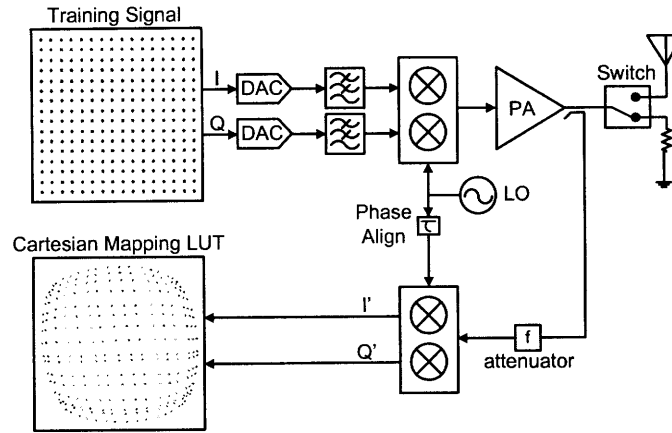 Training Signal
I
DAC
Q
DAC
PA
Switch
LO
Phase
Align
τ
Cartesian Mapping LUT
I'
Q'
f
attenuator